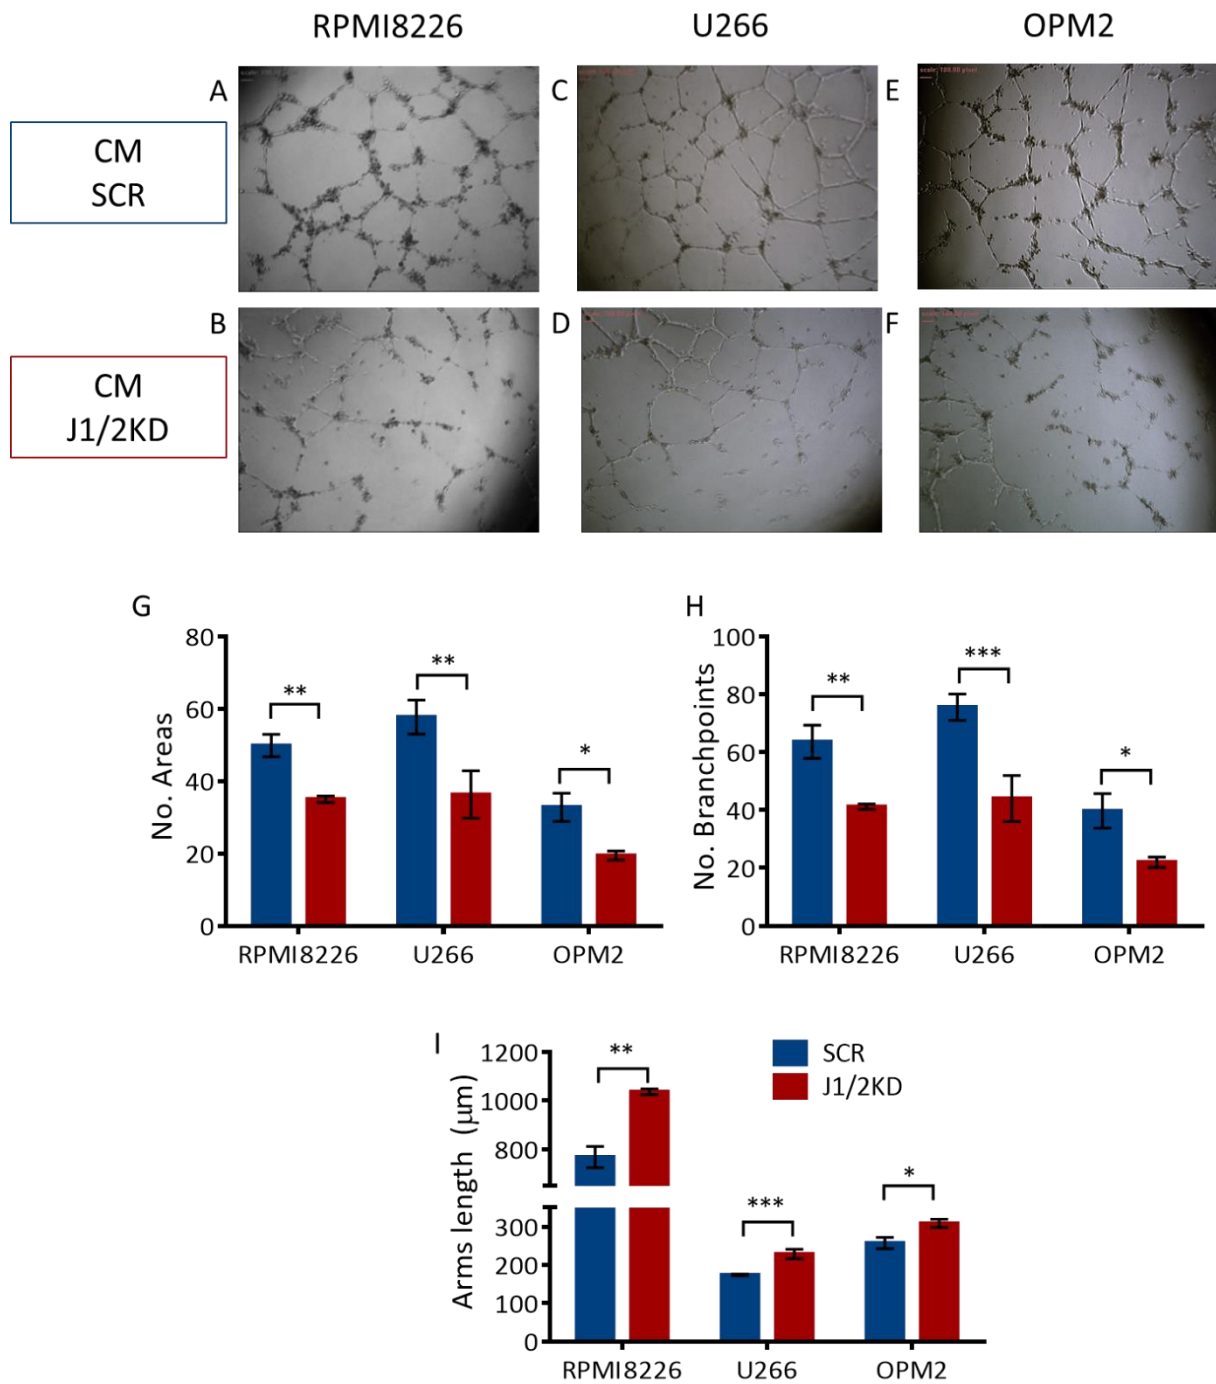 RPMI8226 U266 OPM2
A C E
CM
SCR
B D F
CM
J1/2KD
G H
No. Areas
80
60
40
20
0
** ** *
RPMI8226 U266 OPM2
No. Branchpoints
100
80
60
40
20
0
** *** *
RPMI8226 U266 OPM2
I
Arms length (μm)
1200
1000
800
300
200
100
0
** *** *
RPMI8226 U266 OPM2
SCR
J1/2KD